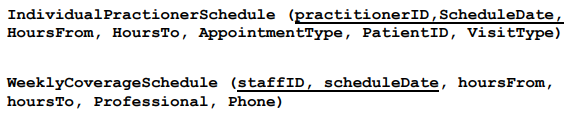 IndividualPractionerSchedule (practitionerID,ScheduleDate,
HoursFrom, HoursTo, AppointmentType, PatientID, VisitType)
WeeklyCoverageSchedule (staffID, scheduleDate, hoursFrom,
hoursTo, Professional, Phone)